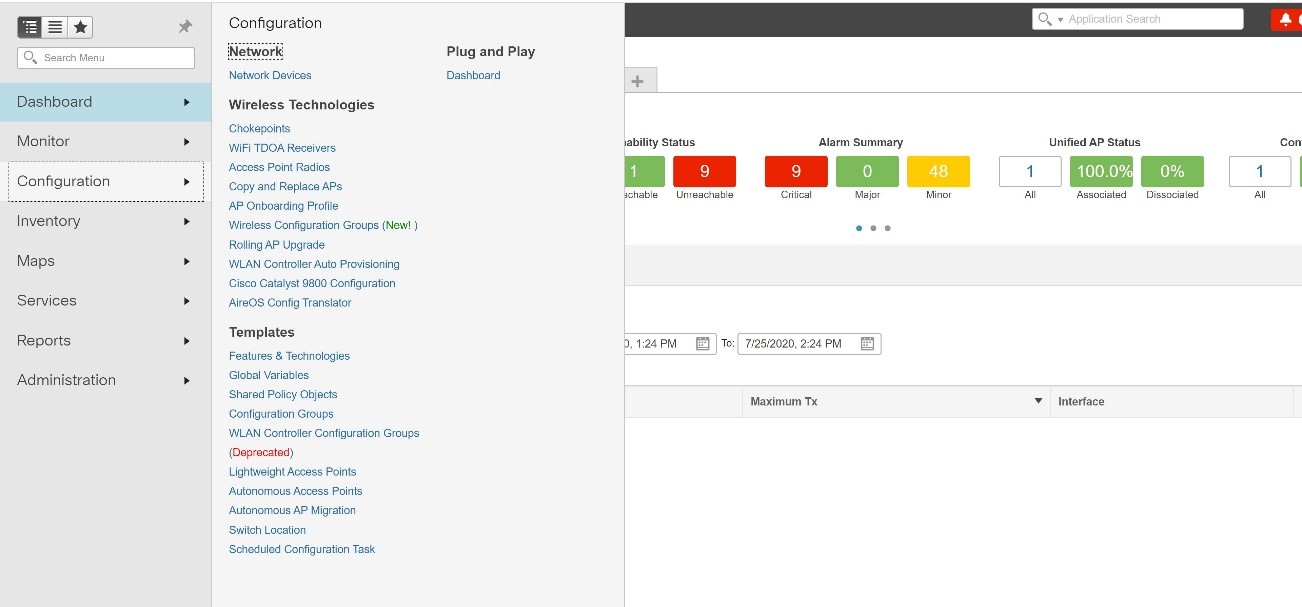 Search Menu
Dashboard
Monitor
Configuration
Inventory
Maps
Services
Reports
Administration
Configuration
Network
Network Devices
Wireless Technologies
Chokepoints
WiFi TDOA Receivers
Access Point Radios
Copy and Replace APs
AP Onboarding Profile
Wireless Configuration Groups (New! )
Rolling AP Upgrade
WLAN Controller Auto Provisioning
Cisco Catalyst 9800 Configuration
AireOS Config Translator
Templates
Features & Technologies
Global Variables
Shared Policy Objects
Configuration Groups
WLAN Controller Configuration Groups
(Deprecated)
Lightweight Access Points
Autonomous Access Points
Autonomous AP Migration
Switch Location
Scheduled Configuration Task
Plug and Play
Dashboard
Application Search
ability Status
1 9
achable Unreachable
Alarm Summary
9 0 48
Critical Major Minor
Unified AP Status
1 100.0% 0%
All Associated Dissociated
Con
1
All
0, 1:24 PM To: 7/25/2020, 2:24 PM
Maximum Tx Interface